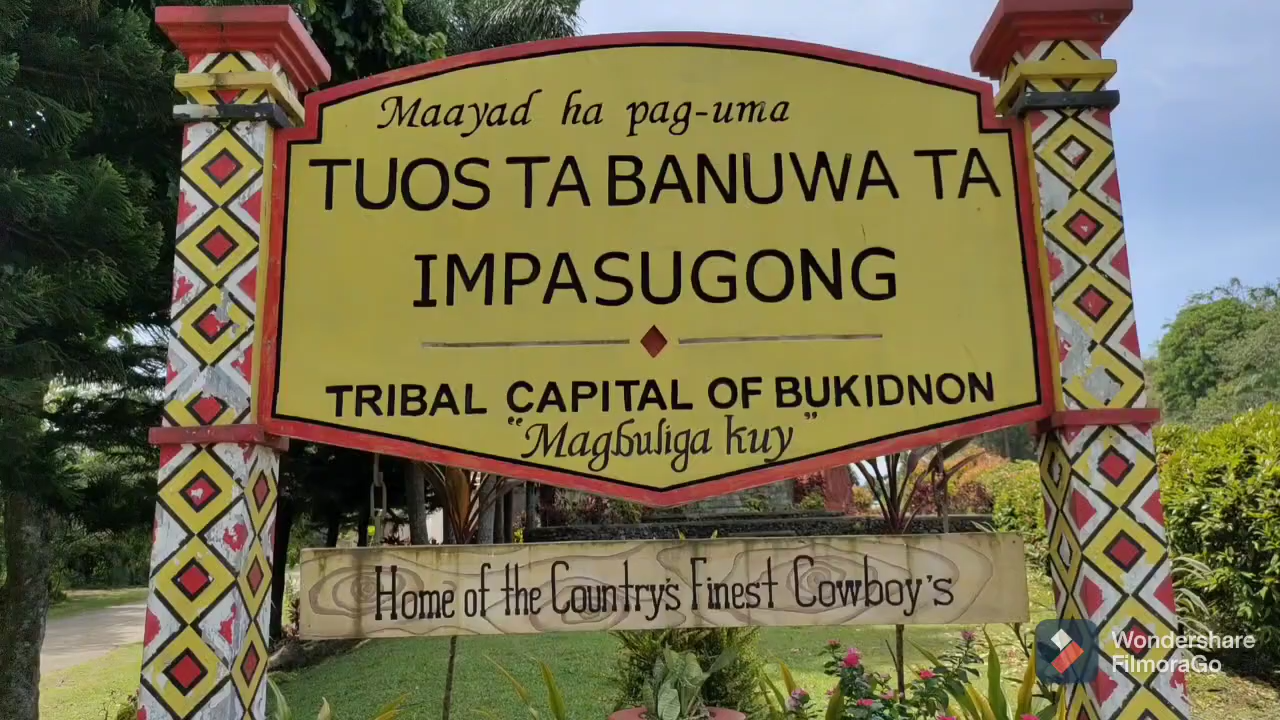 Maayad ha pag-uma
TUOS TA BANUWA TA
IMPASUGONG
TRIBAL CAPITAL OF BUKIDNON
"Magbuliga kuy"
Home of the Country's Finest Cowboy's
Wondershare
FilmoraGo